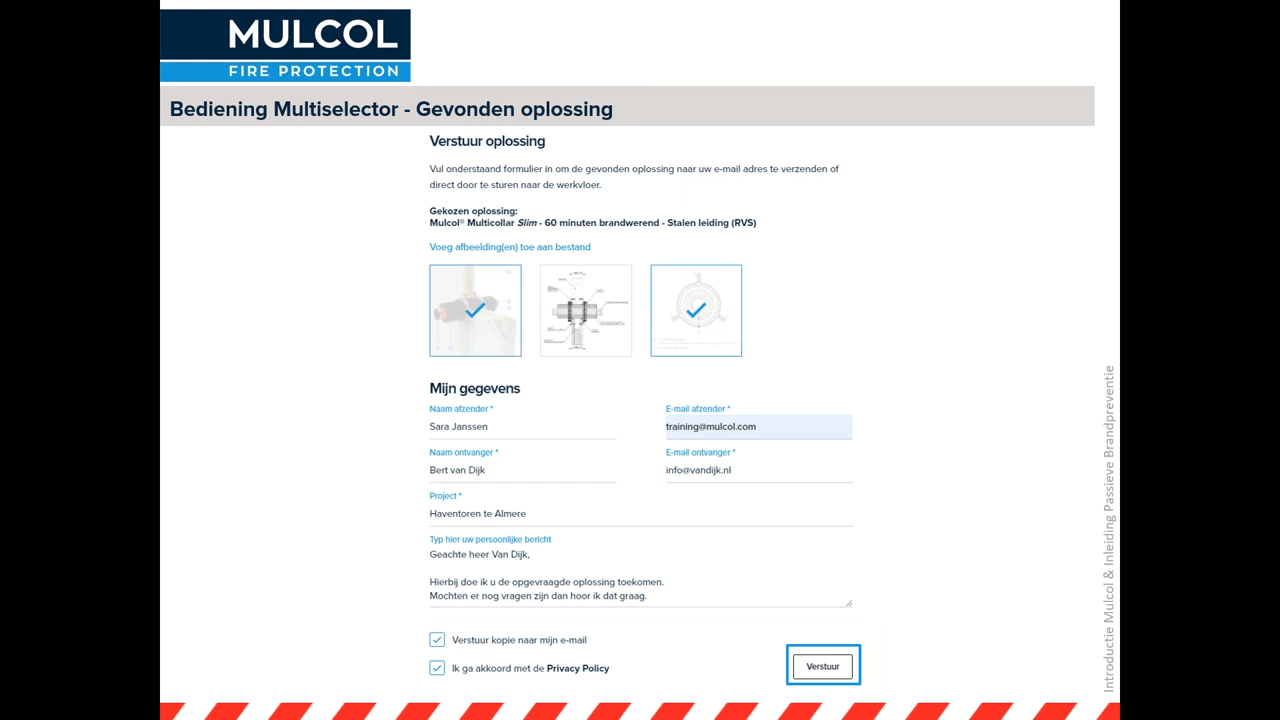 MULCOL
FIRE PROTECTION
Bediening Multiselector - Gevonden oplossing
Verstuur oplossing
Vul onderstaand formulier in om de gevonden oplossing naar uw e-mail adres te verzenden of
direct door te sturen naar de werkvloer.
Gekozen oplossing:
Mulcol® Multicollar Slim - 60 minuten brandwerend - Stalen leiding (RVS)
Voeg afbeelding(en) toe aan bestand
Mijn gegevens
Naam afzender *
E-mail afzender *
Sara Janssen
training@mulcol.com
Naam ontvanger *
E-mail ontvanger *
Bert van Dijk
info@vandijk.nl
Project *
Haventoren te Almere
Typ hier uw persoonlijke bericht
Geachte heer Van Dijk,
Hierbij doe ik u de opgevraagde oplossing toekomen.
Mochten er nog vragen zijn dan hoor ik dat graag.
Verstuur kopie naar mijn e-mail
Ik ga akkoord met de Privacy Policy
Verstuur
Introductie Mulcol & Inleiding Passieve Brandpreventie